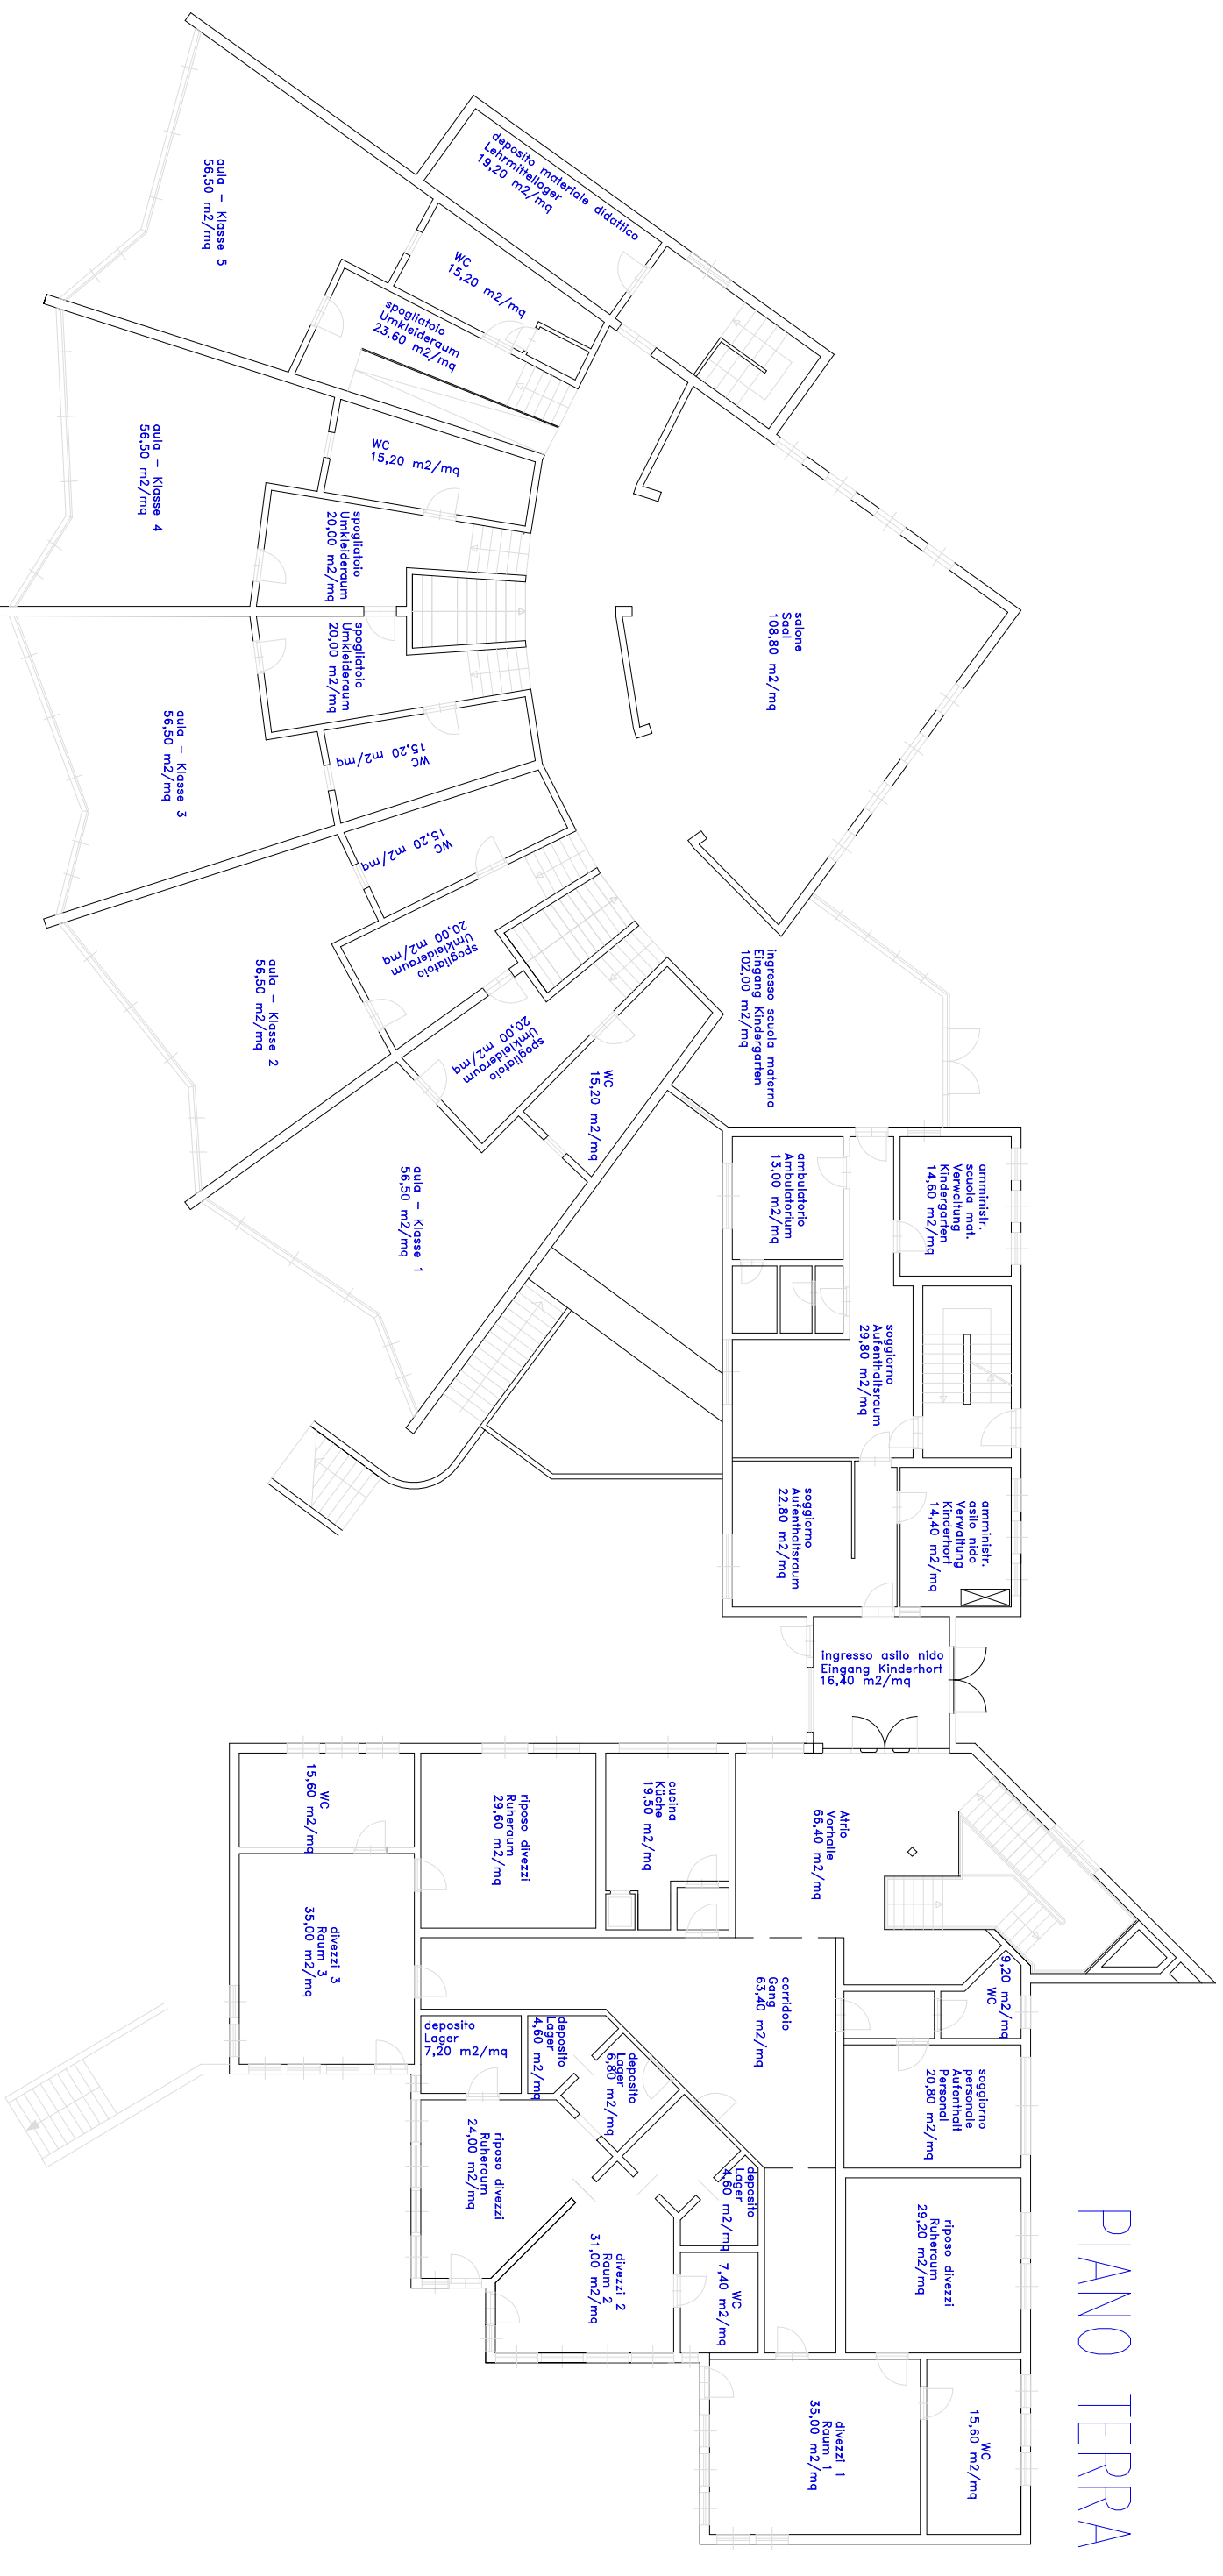 PIANO TERRA
deposito materiale didattico
Lehrmittellager
19,20 m2/mq
aula - Klasse 5
56,50 m2/mq
WC
15,20 m2/mq
spogliatoio
Umkleideraum
23,60 m2/mq
aula - Klasse 4
56,50 m2/mq
WC
15,20 m2/mq
spogliatoio
Umkleideraum
20,00 m2/mq
spogliatoio
Umkleideraum
20,00 m2/mq
salone
Saal
108,80 m2/mq
aula - Klasse 3
56,50 m2/mq
WC
15,20 m2/mq
WC
15,20 m2/mq
spogliatoio
Umkleideraum
20,00 m2/mq
aula - Klasse 2
56,50 m2/mq
spogliatoio
Umkleideraum
20,00 m2/mq
WC
15,20 m2/mq
ingresso scuola materna
Eingang Kindergarten
102,00 m2/mq
aula - Klasse 1
56,50 m2/mq
ambulatorio
Ambulatorium
13,00 m2/mq
amministr.
scuola mat.
Verwaltung
Kindergarten
14,60 m2/mq
soggiorno
Aufenthaltsraum
29,80 m2/mq
soggiorno
Aufenthaltsraum
22,80 m2/mq
amministr.
asilo nido
Verwaltung
Kinderhort
14,40 m2/mq
ingresso asilo nido
Eingang Kinderhort
16,40 m2/mq
WC
15,60 m2/mq
riposo divezzi
Ruheraum
29,60 m2/mq
cucina
Küche
19,50 m2/mq
Atrio
Vorhalle
66,40 m2/mq
divezzi 3
Raum 3
35,00 m2/mq
corridoio
Gang
63,40 m2/mq
WC
9,20 m2/mq
deposito
Lager
7,20 m2/mq
deposito
Lager
4,60 m2/mq
deposito
Lager
6,80 m2/mq
soggiorno
personale
Aufenthalt
Personal
20,80 m2/mq
riposo divezzi
Ruheraum
24,00 m2/mq
deposito
Lager
4,60 m2/mq
divezzi 2
Raum 2
31,00 m2/mq
WC
7,40 m2/mq
riposo divezzi
Ruheraum
29,20 m2/mq
divezzi 1
Raum 1
35,00 m2/mq
WC
15,60 m2/mq